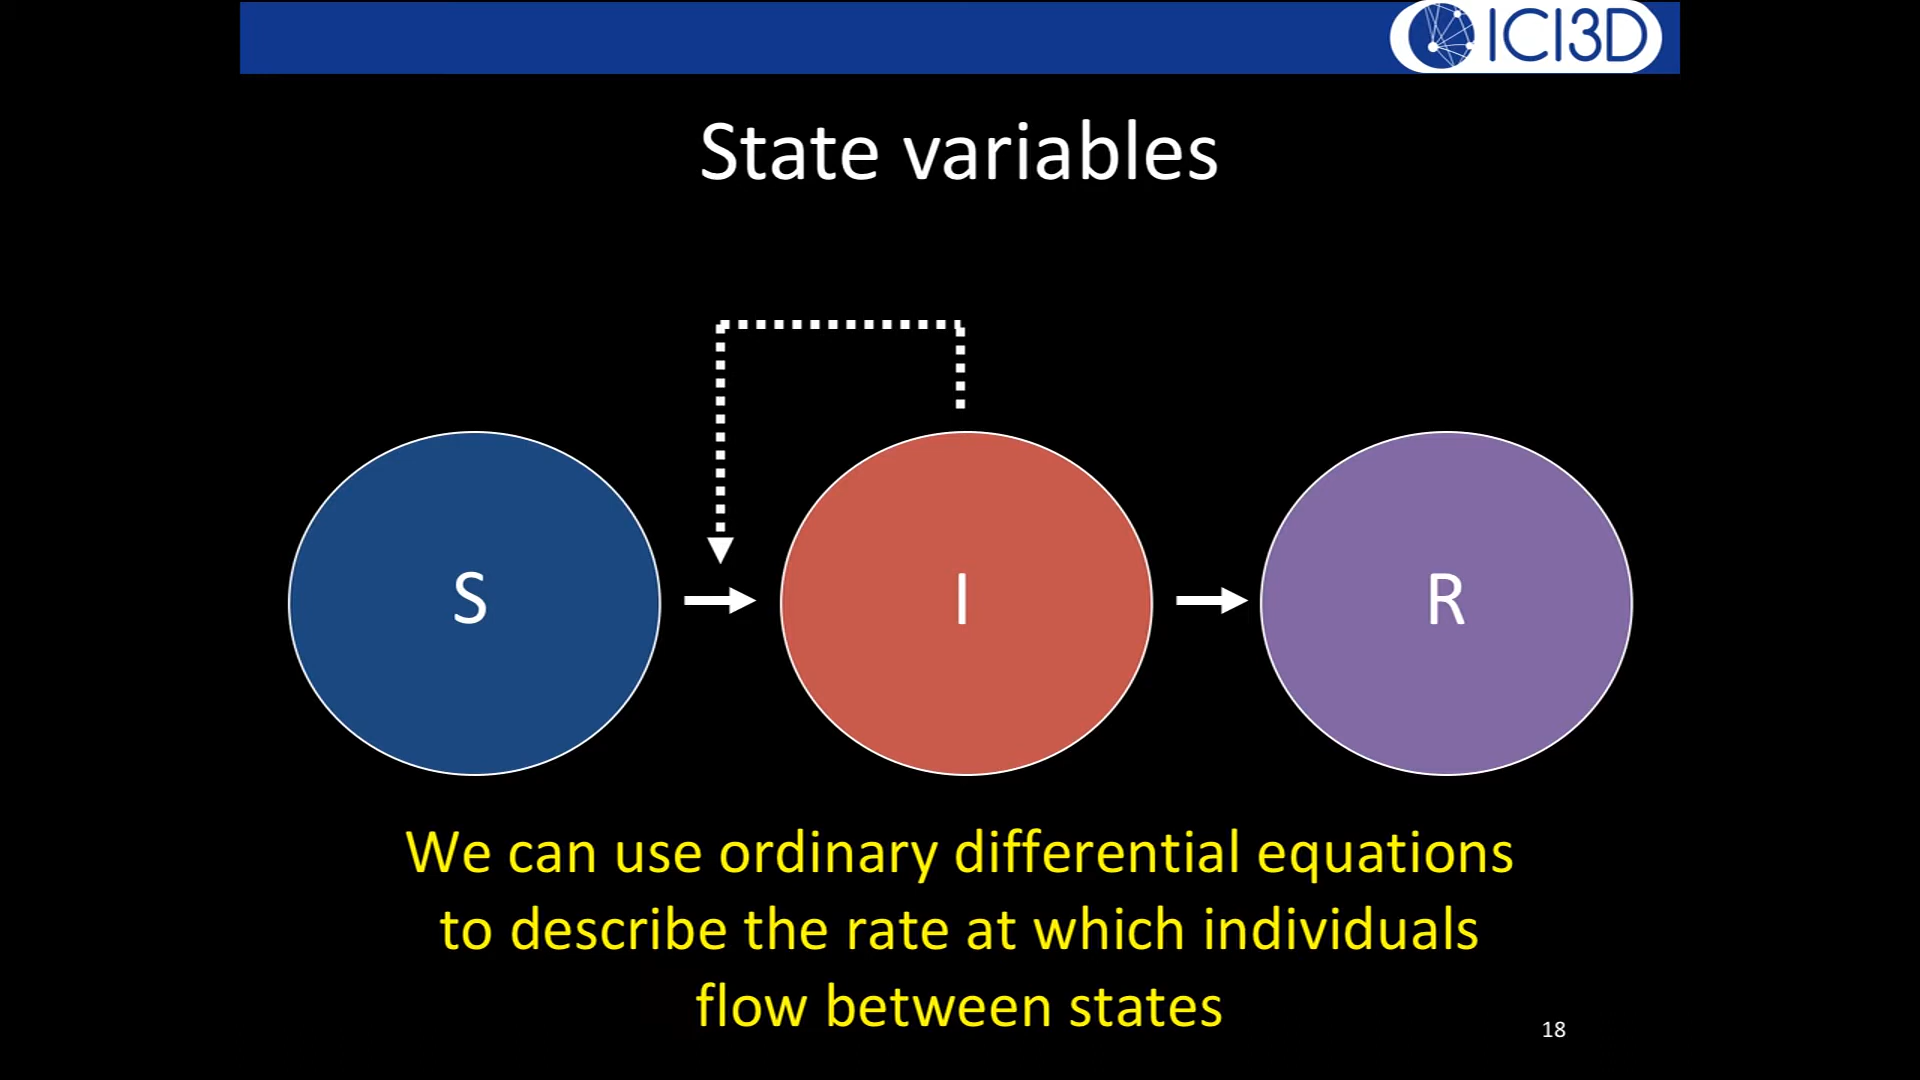 ICI3D
State variables
S
I
R
We can use ordinary differential equations
to describe the rate at which individuals
flow between states
18